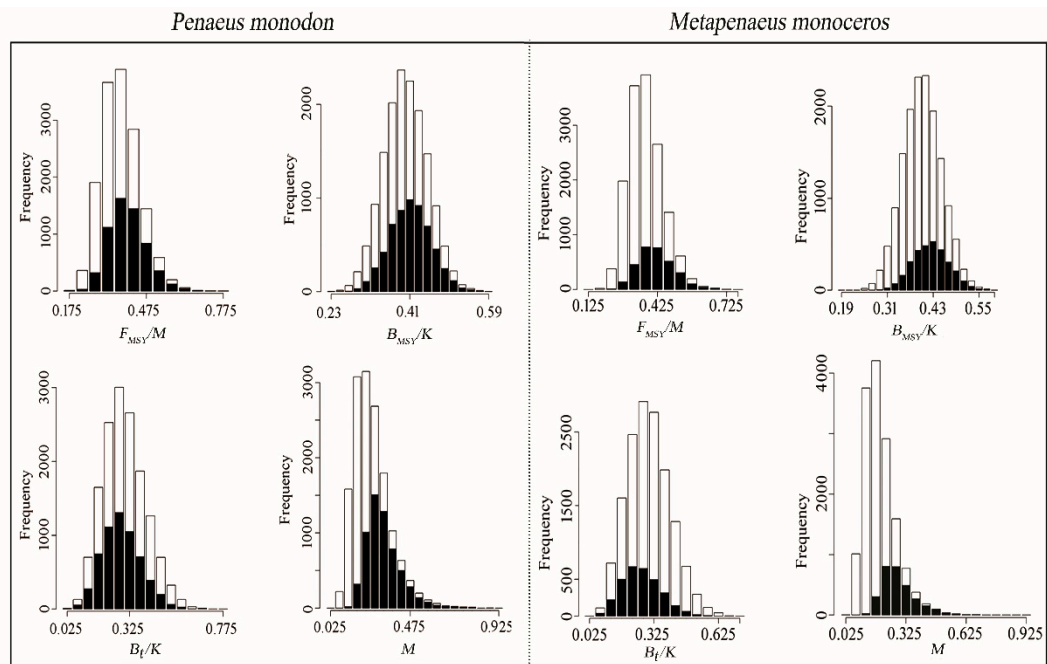 Penaeus monodon
Metapenaeus monoceros
Frequency
0 1000 2000 3000
0.175 0.475 0.775
F_MSY/M
Frequency
0 1000 2000
0.23 0.41 0.59
B_MSY/K
Frequency
0 1000 2000 3000
0.125 0.425 0.725
F_MSY/M
Frequency
0 1000 2000
0.19 0.31 0.43 0.55
B_MSY/K
Frequency
0 1000 2000 3000
0.025 0.325 0.775
B_t/K
Frequency
0 1000 2000 3000
0.025 0.475 0.925
M
Frequency
0 500 1500 2500
0.025 0.325 0.625
B_t/K
Frequency
0 2000 4000
0.025 0.325 0.625 0.925
M